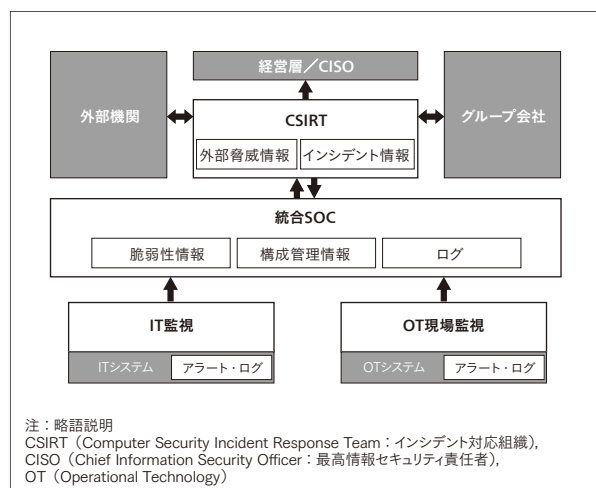 経営層／CISO
外部機関
CSIRT
グループ会社
外部脅威情報
インシデント情報
統合SOC
脆弱性情報
構成管理情報
ログ
IT監視
OT現場監視
ITシステム
アラート・ログ
OTシステム
アラート・ログ
注：略語説明
CSIRT（Computer Security Incident Response Team：インシデント対応組織），
CISO（Chief Information Security Officer：最高情報セキュリティ責任者），
OT（Operational Technology）